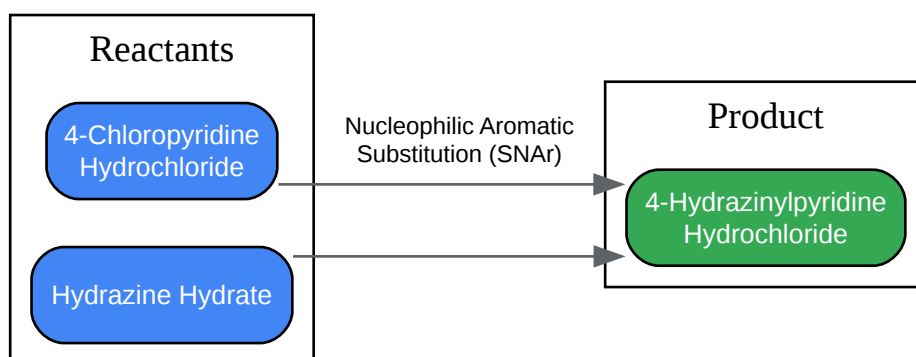 Reactants
4-Chloropyridine
Hydrochloride
Hydrazine Hydrate
Nucleophilic Aromatic
Substitution (SNAr)
Product
4-Hydrazinylpyridine
Hydrochloride